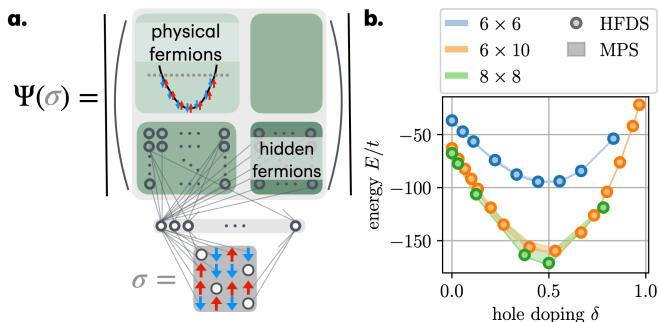 a.
physical
fermions
Ψ(σ) =
hidden
fermions
σ =
b.
6 × 6
6 × 10
8 × 8
HFDS
MPS
energy E/t
−50
−100
−150
0.0
0.5
1.0
hole doping δ